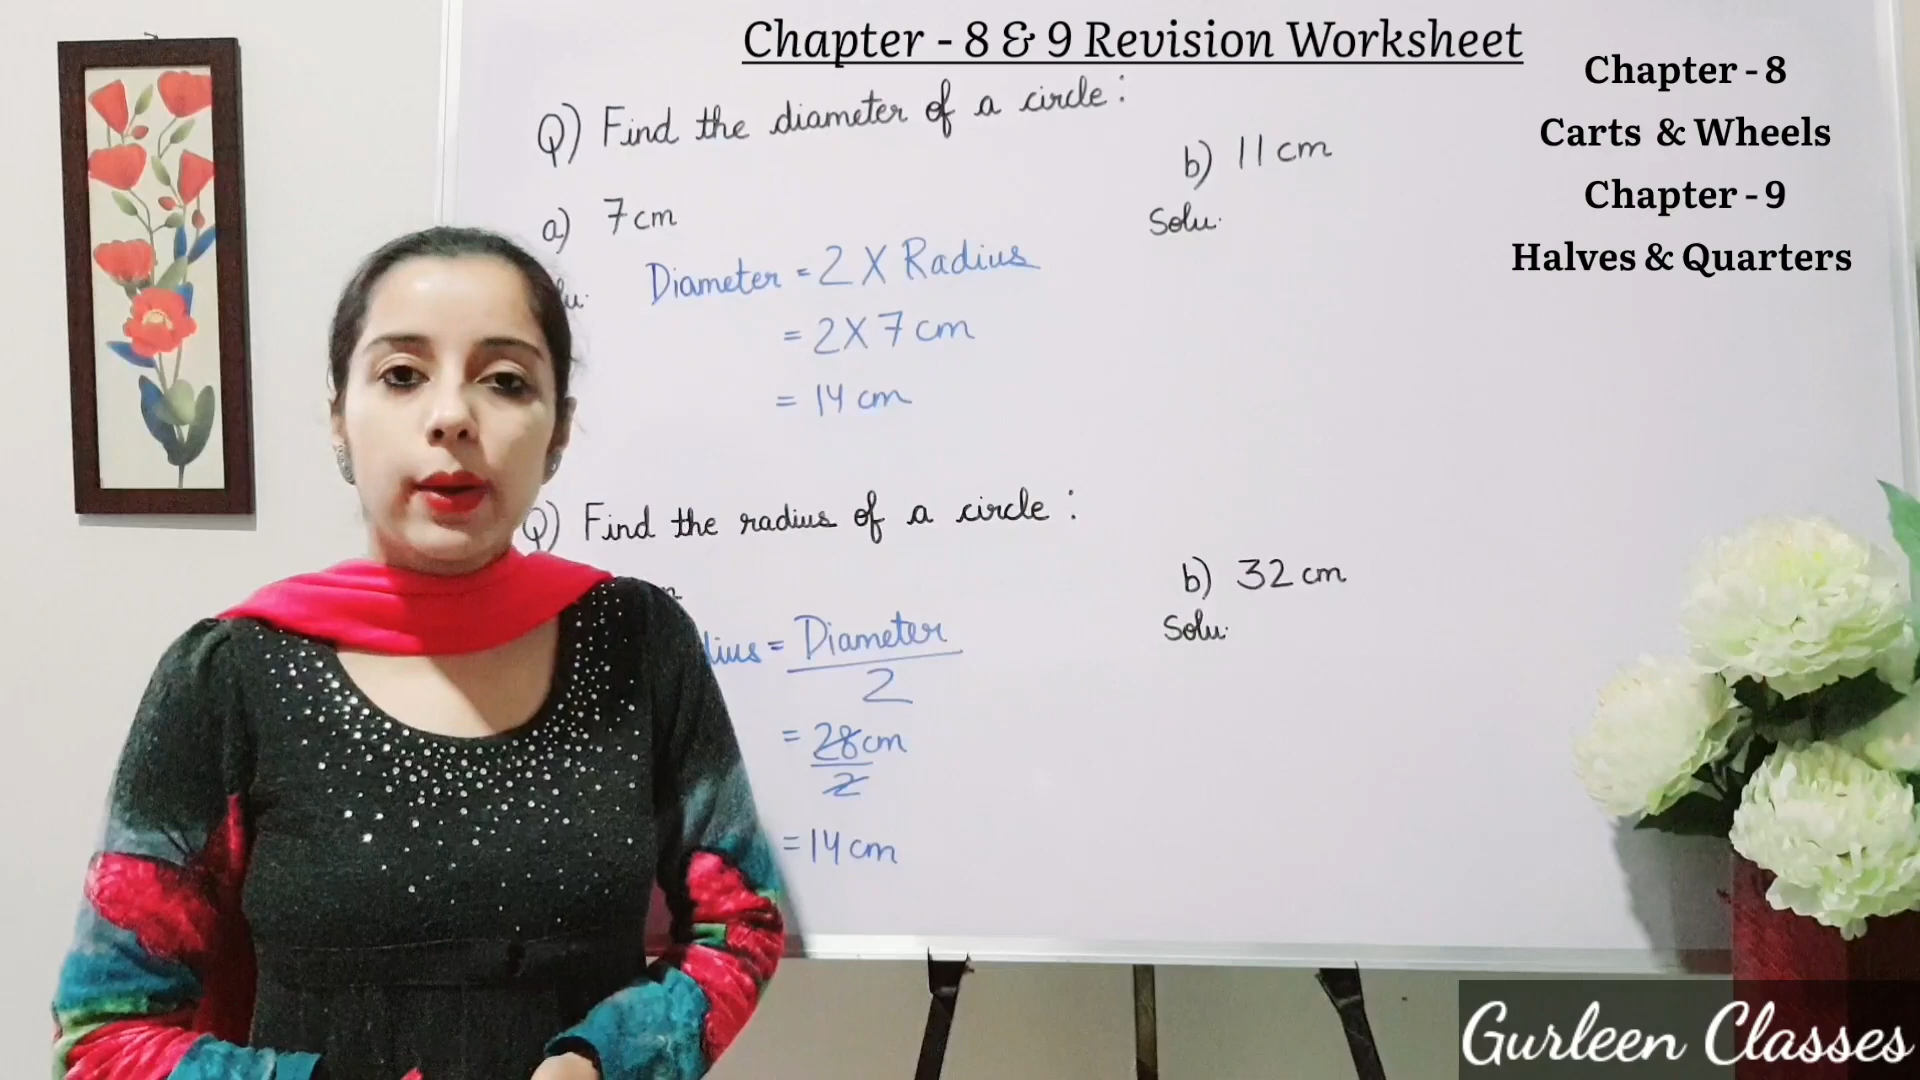 Chapter - 8 & 9 Revision Worksheet
Chapter - 8
Carts & Wheels
Chapter - 9
Halves & Quarters
Q) Find the diameter of a circle :
a) 7 cm
Diameter = 2 X Radius
= 2 X 7 cm
= 14 cm
b) 11 cm
Solu.
Q) Find the radius of a circle :
= Diameter
2
= 28 cm
2
= 14 cm
b) 32 cm
Solu.
Gurleen Classes